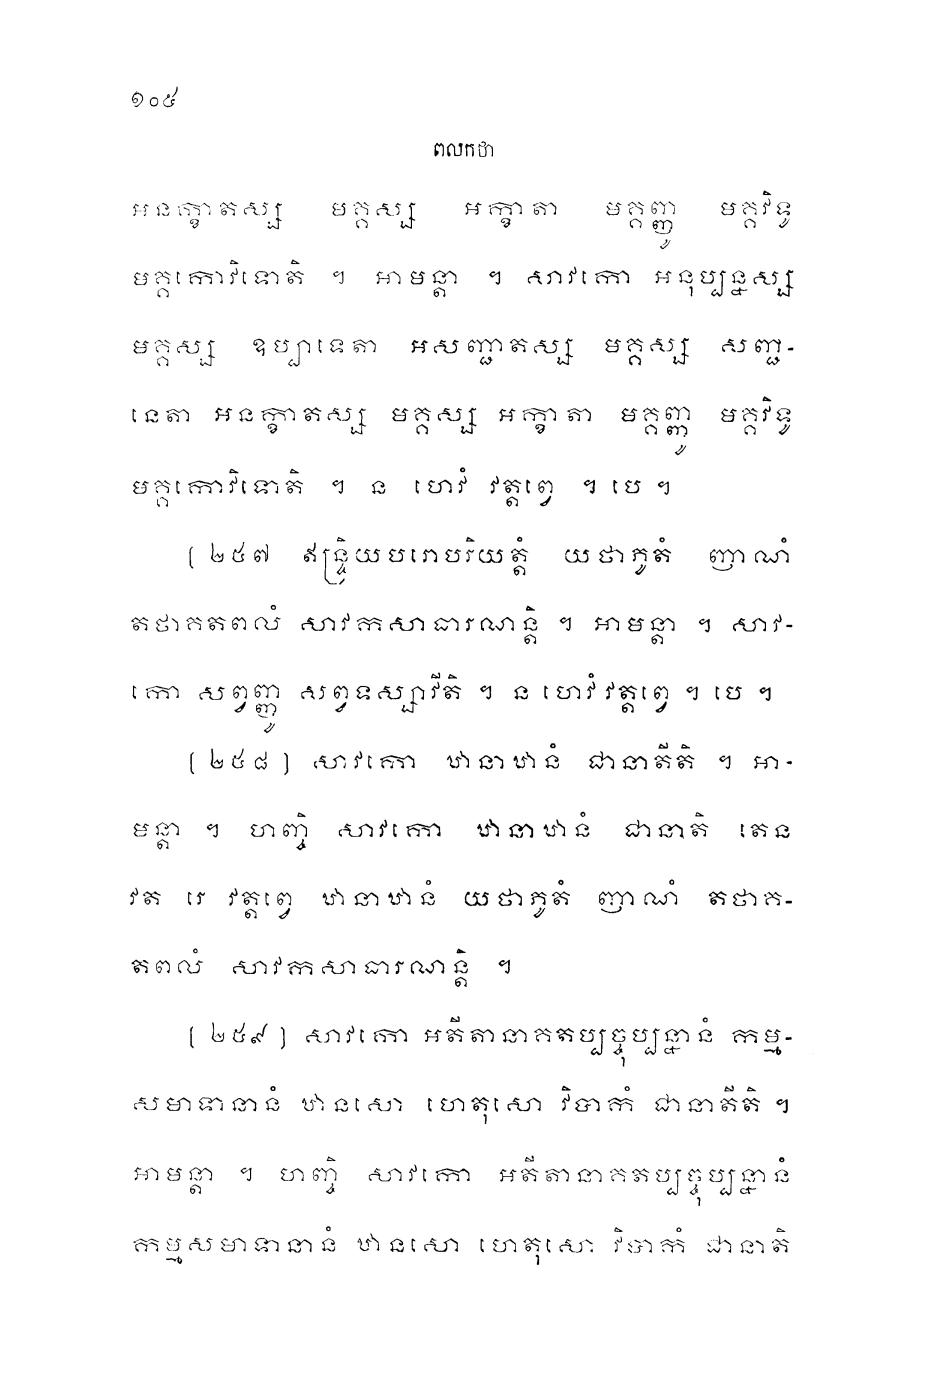 ១០៥
ពលកថា
អនក្ខាតស្ស មគ្គស្ស អក្ខាតា មគ្គញ្ញូ មគ្គវិទូ
មគ្គកោវិទោតិ ។ អាមន្តា ។ សាវកោ អនុប្បន្នស្ស
មគ្គស្ស ឧប្បាទេតា អសញ្ជាតស្ស មគ្គស្ស សញ្ជ-
នេតា អនក្ខាតស្ស មគ្គស្ស អក្ខាតា មគ្គញ្ញូ មគ្គវិទូ
មគ្គកោវិទោតិ ។ ន ហេវំ វត្តព្វេ ។ បេ ។
[ ២៥៧ ឥន្ទ្រិយបរោបរិយត្តំ យថាភូតំ ញាណំ
តថាគតពលំ សាវកសាធារណន្តិ ។ អាមន្តា ។ សាវ-
កោ សព្វញ្ញូ សព្វទស្សាវីតិ ។ ន ហេវំ វត្តព្វេ ។ បេ ។
[ ២៥៨ ] សាវកោ ឋានាឋានំ ជានាតីតិ ។ អា-
មន្តា ។ ហញ្ចិ សាវកោ ឋានាឋានំ ជានាតិ តេន
វត រេ វត្តព្វេ ឋានាឋានំ យថាភូតំ ញាណំ តថាគ-
តពលំ សាវកសាធារណន្តិ ។
[ ២៥៩ ] សាវកោ អតីតានាគតប្បច្ចុប្បន្នានំ កម្ម-
សមាទានានំ ឋានសោ ហេតុសោ វិបាកំ ជានាតីតិ ។
អាមន្តា ។ ហញ្ចិ សាវកោ អតីតានាគតប្បច្ចុប្បន្នានំ
កម្មសមាទានានំ ឋានសោ ហេតុសោ វិបាកំ ជានាតិ